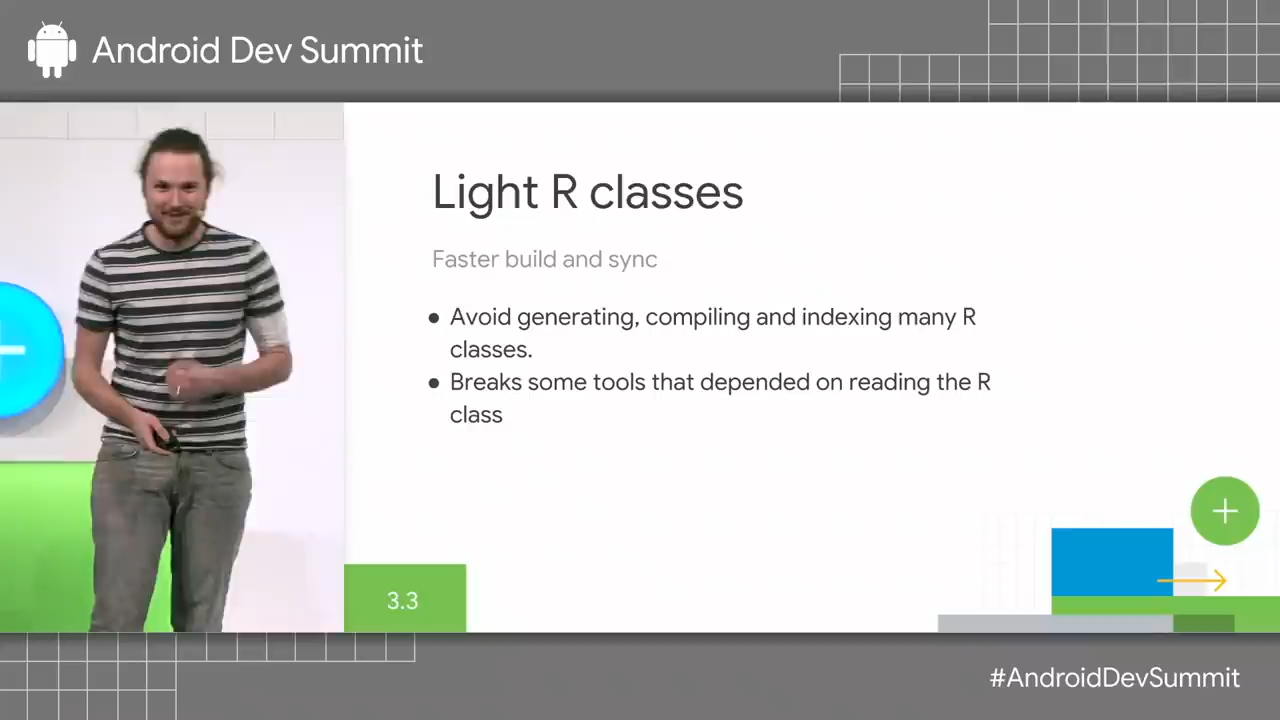 Android Dev Summit
Light R classes
Faster build and sync
● Avoid generating, compiling and indexing many R
classes.
● Breaks some tools that depended on reading the R
class
3.3
#AndroidDevSummit